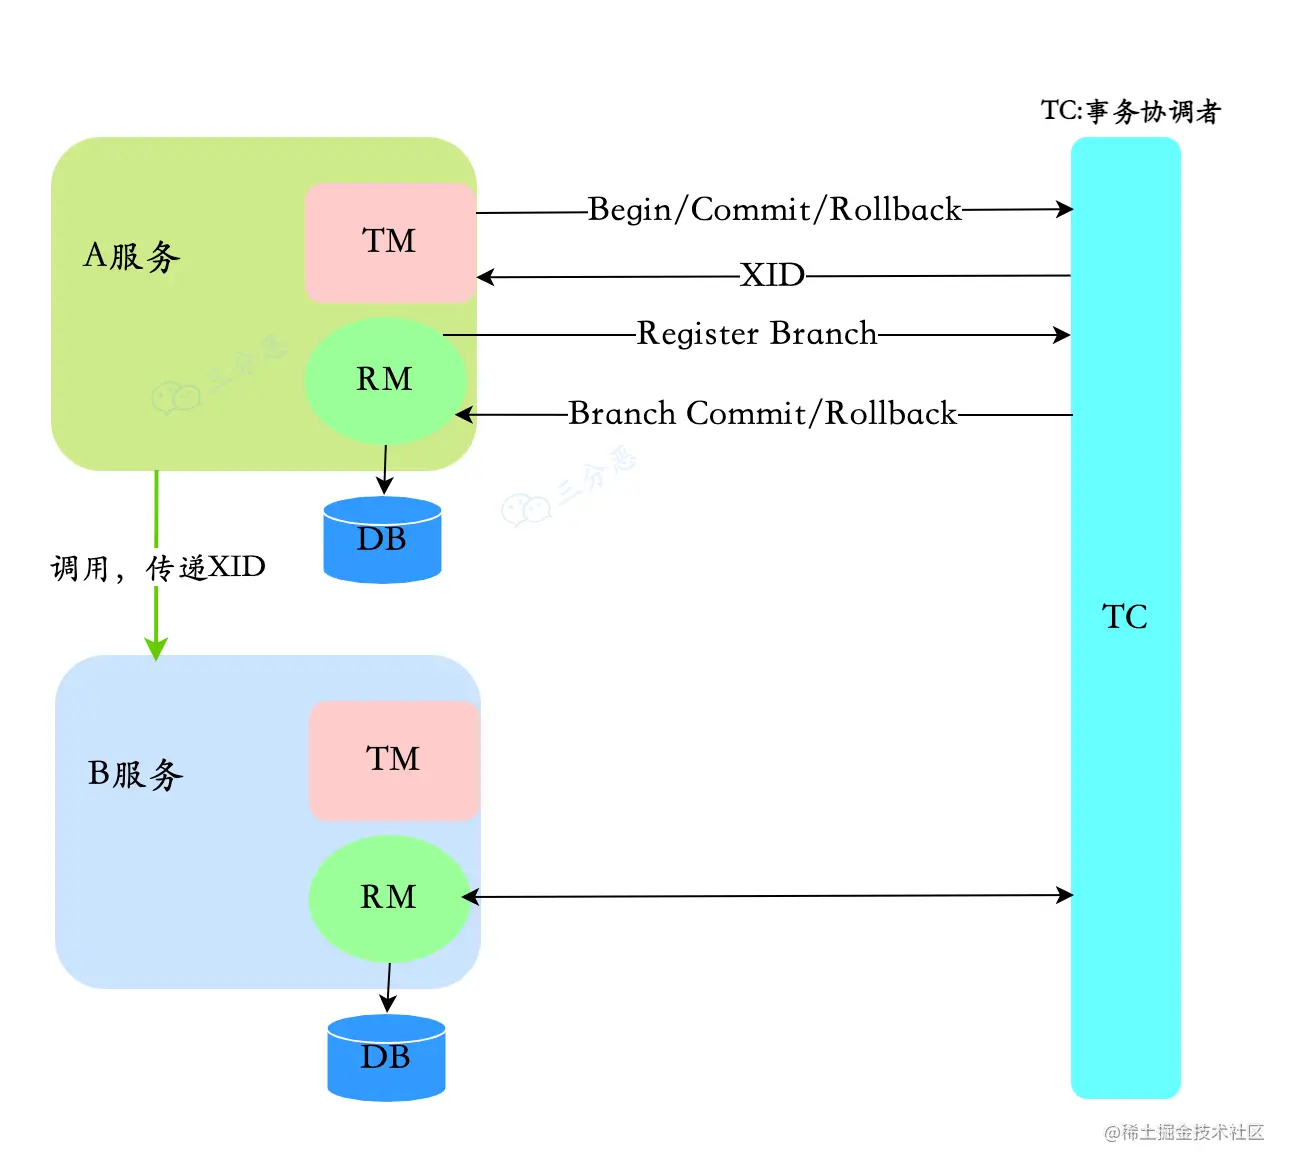 TC:事务协调者
A服务
TM
Begin/Commit/Rollback
XID
RM
Register Branch
Branch Commit/Rollback
三分恶
三分恶
DB
调用，传递XID
TC
B服务
TM
RM
DB
@稀土掘金技术社区